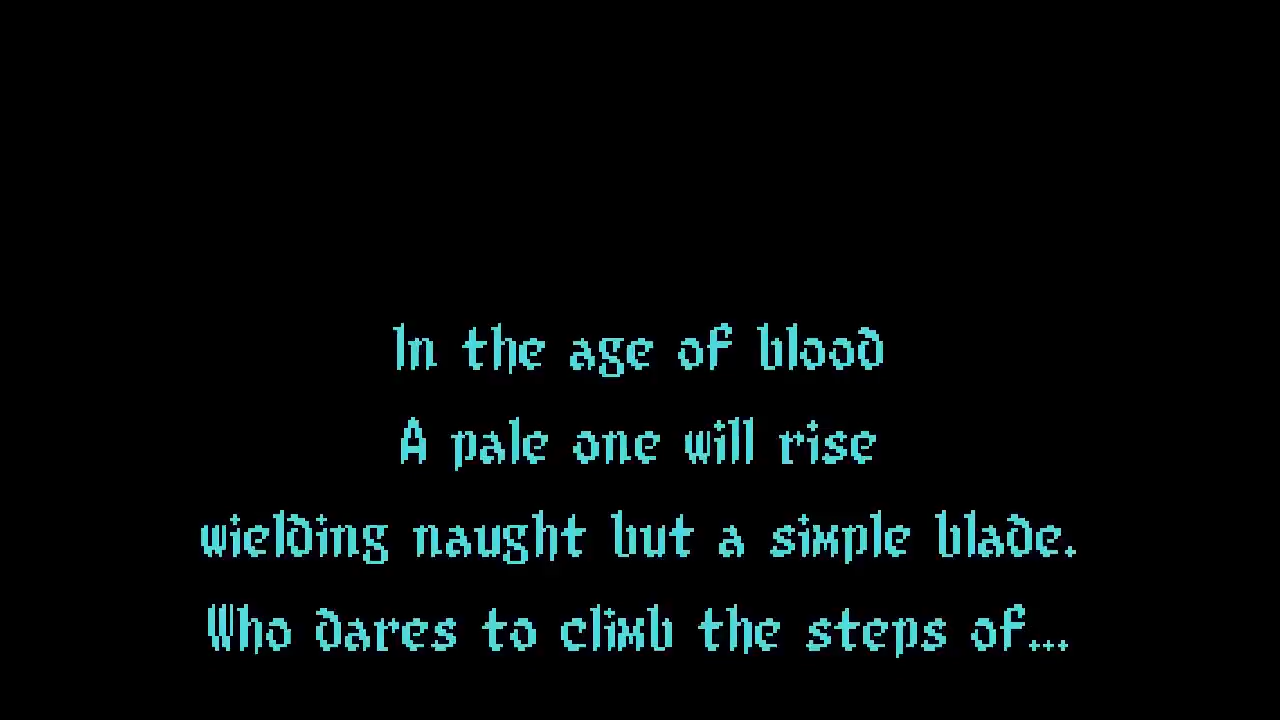 In the age of blood
A pale one will rise
wielding naught but a simple blade.
Who dares to climb the steps of...